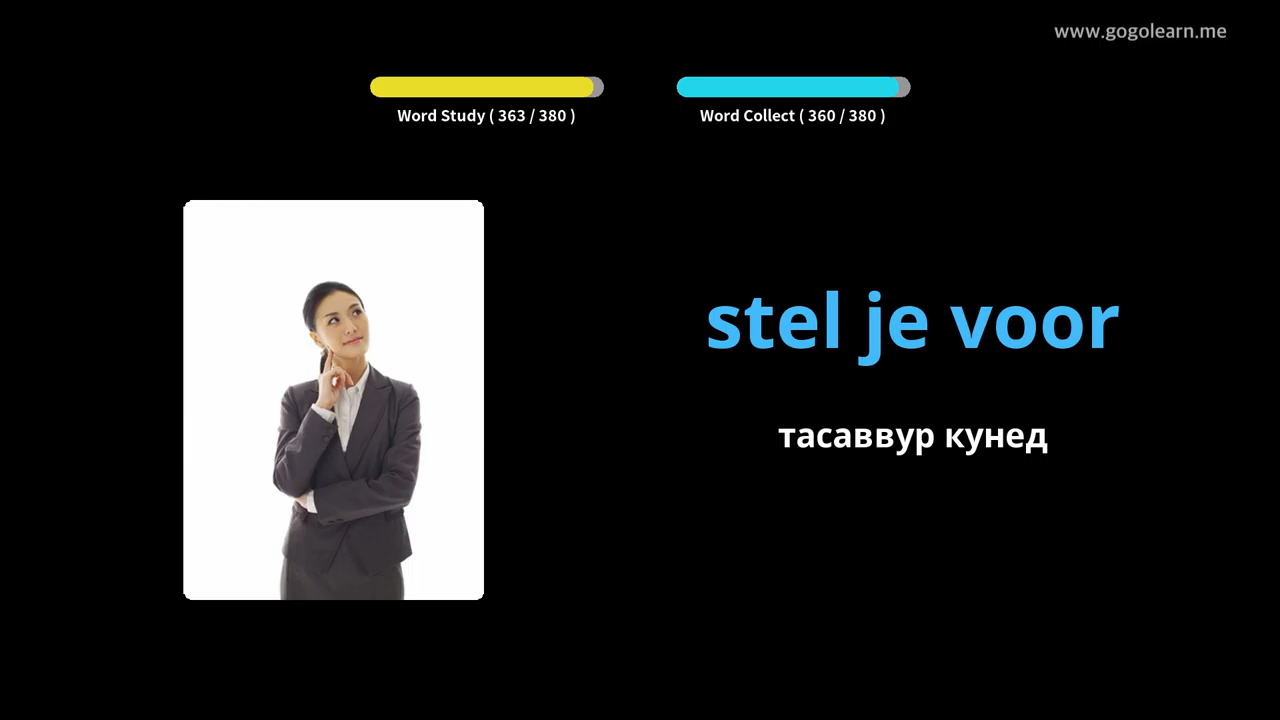 www.gogolearn.me
Word Study ( 363 / 380 )
Word Collect ( 360 / 380 )
stel je voor
тасаввур кунед